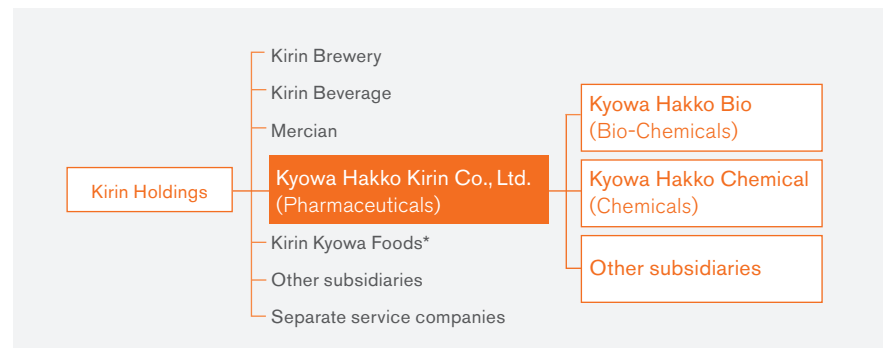 Kirin Holdings
Kirin Brewery
Kirin Beverage
Mercian
Kyowa Hakko Kirin Co., Ltd.
(Pharmaceuticals)
Kirin Kyowa Foods*
Other subsidiaries
Separate service companies
Kyowa Hakko Bio
(Bio-Chemicals)
Kyowa Hakko Chemical
(Chemicals)
Other subsidiaries